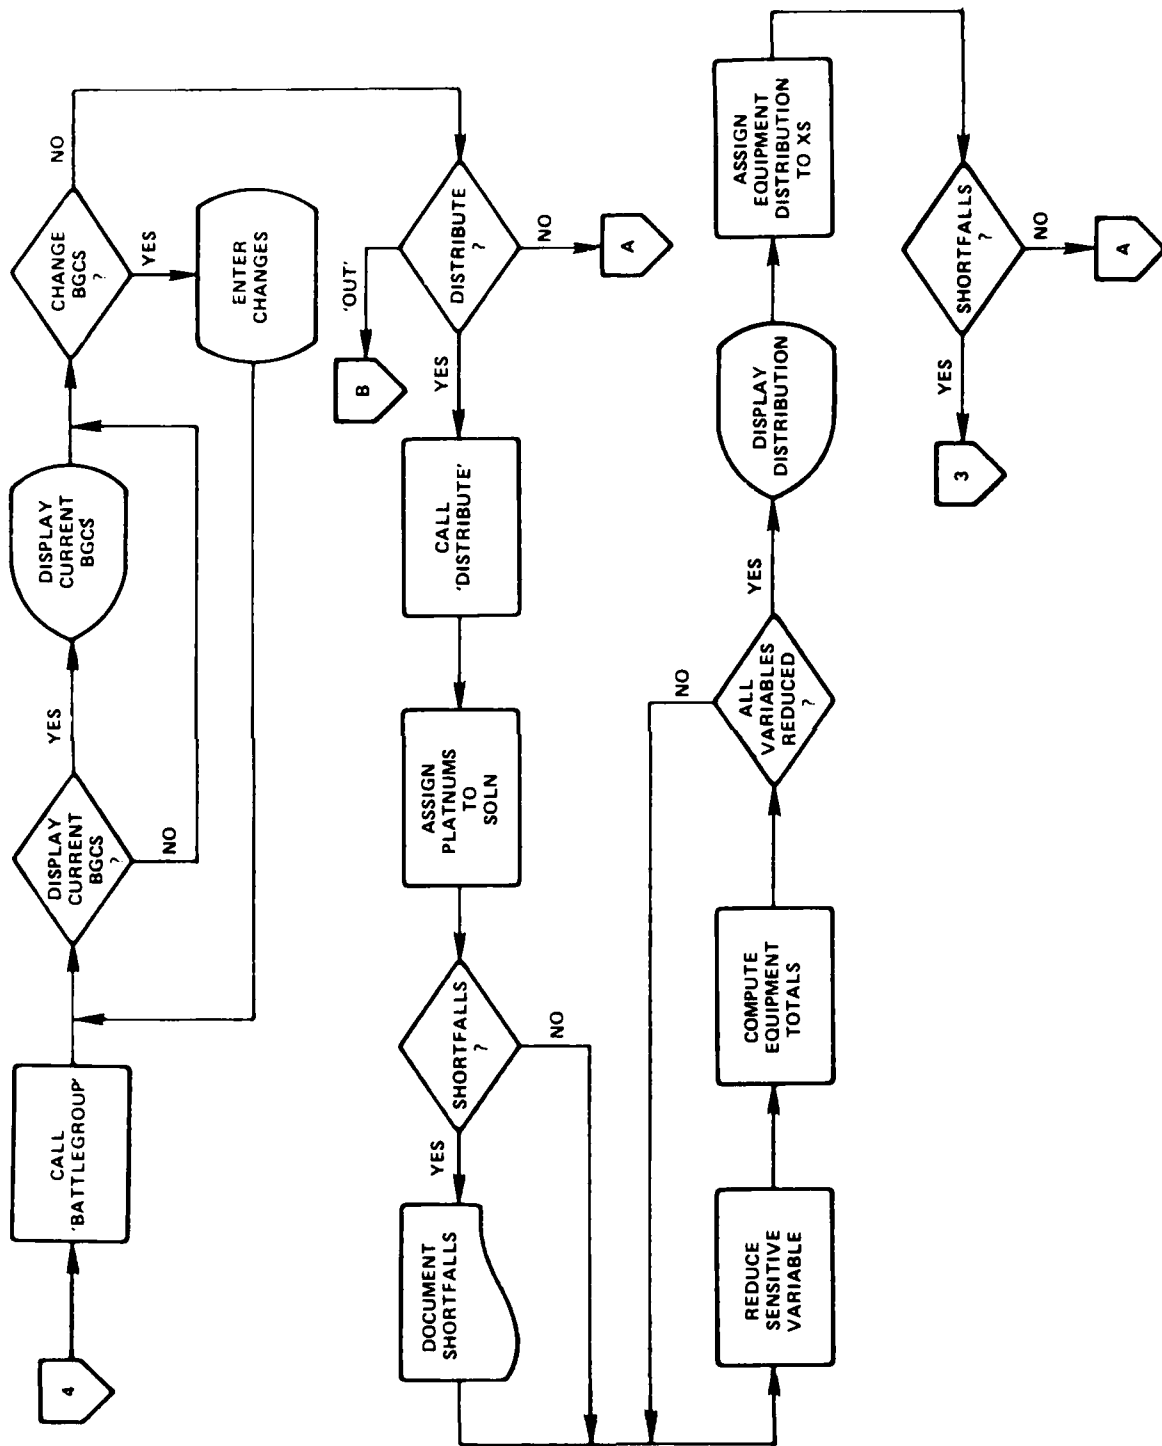 4
CALL
'BATTLEGROUP'
DISPLAY
CURRENT
BGCS
?
YES
NO
DISPLAY
CURRENT
BGCS
CHANGE
BGCS
?
NO
YES
ENTER
CHANGES
DISTRIBUTE
?
'OUT'
B
NO
A
YES
CALL
'DISTRIBUTE'
ASSIGN
PLATNUMS
TO
SOLN
SHORTFALLS
?
NO
YES
DOCUMENT
SHORTFALLS
REDUCE
SENSITIVE
VARIABLE
COMPUTE
EQUIPMENT
TOTALS
ALL
VARIABLES
REDUCED
?
NO
YES
DISPLAY
DISTRIBUTION
ASSIGN
EQUIPMENT
DISTRIBUTION
TO XS
SHORTFALLS
?
NO
A
YES
3